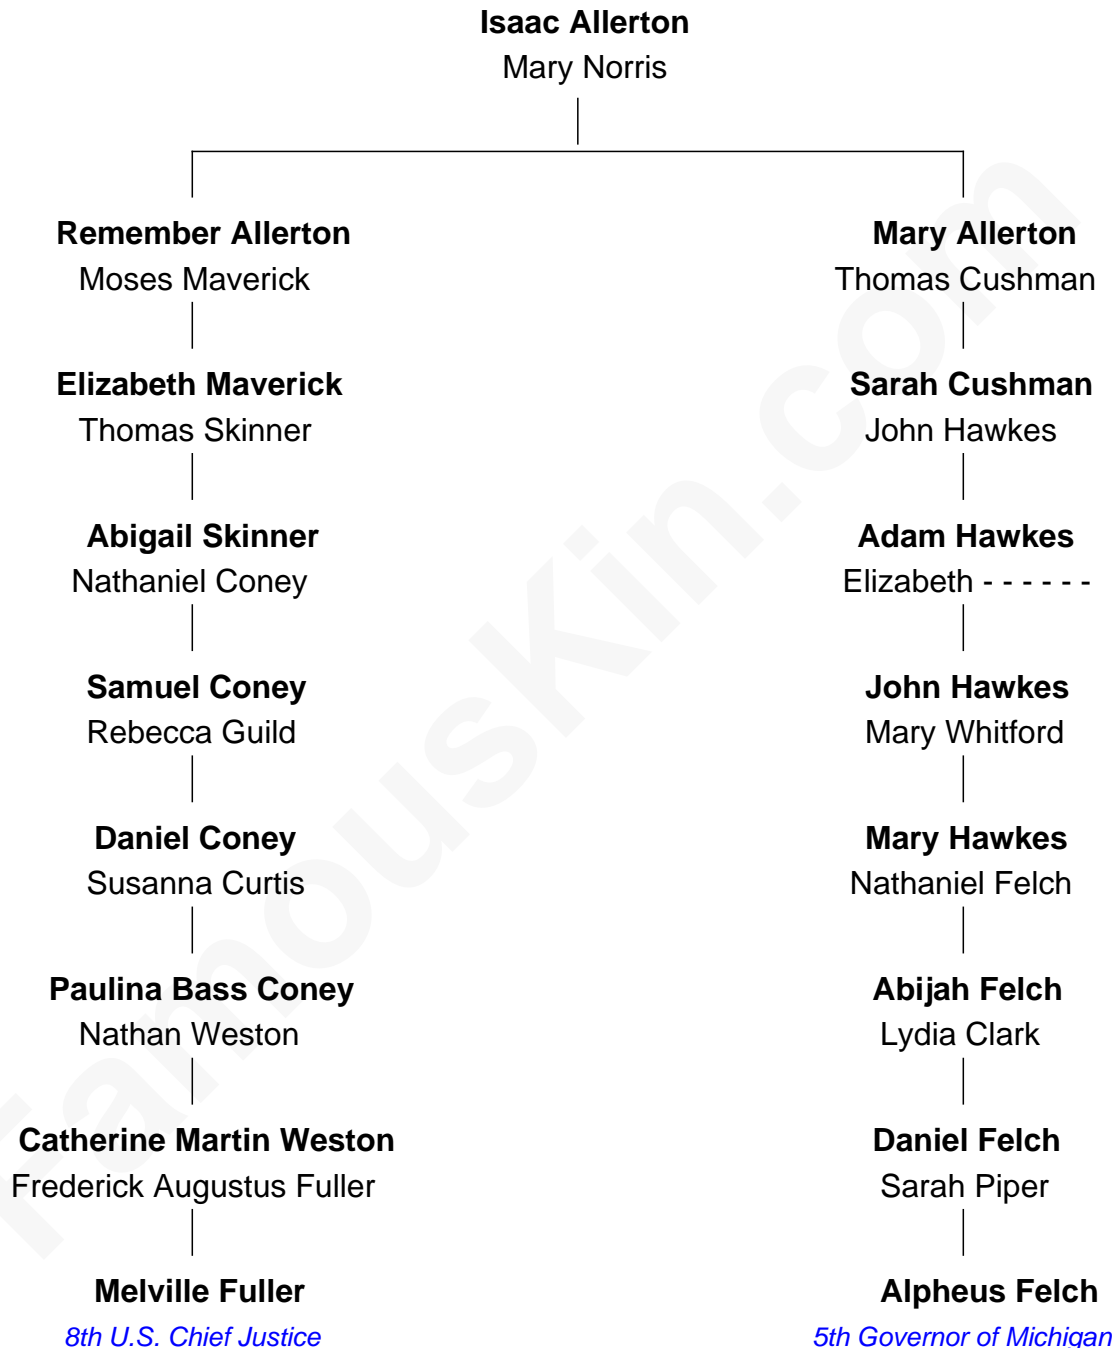 Isaac Allerton
Mary Norris
Remember Allerton
Moses Maverick
Mary Allerton
Thomas Cushman
Elizabeth Maverick
Thomas Skinner
Sarah Cushman
John Hawkes
Abigail Skinner
Nathaniel Coney
Adam Hawkes
Elizabeth - - - - - -
Samuel Coney
Rebecca Guild
John Hawkes
Mary Whitford
Daniel Coney
Susanna Curtis
Mary Hawkes
Nathaniel Felch
Paulina Bass Coney
Nathan Weston
Abijah Felch
Lydia Clark
Catherine Martin Weston
Frederick Augustus Fuller
Daniel Felch
Sarah Piper
Melville Fuller
8th U.S. Chief Justice
Alpheus Felch
5th Governor of Michigan
FamousKin.com